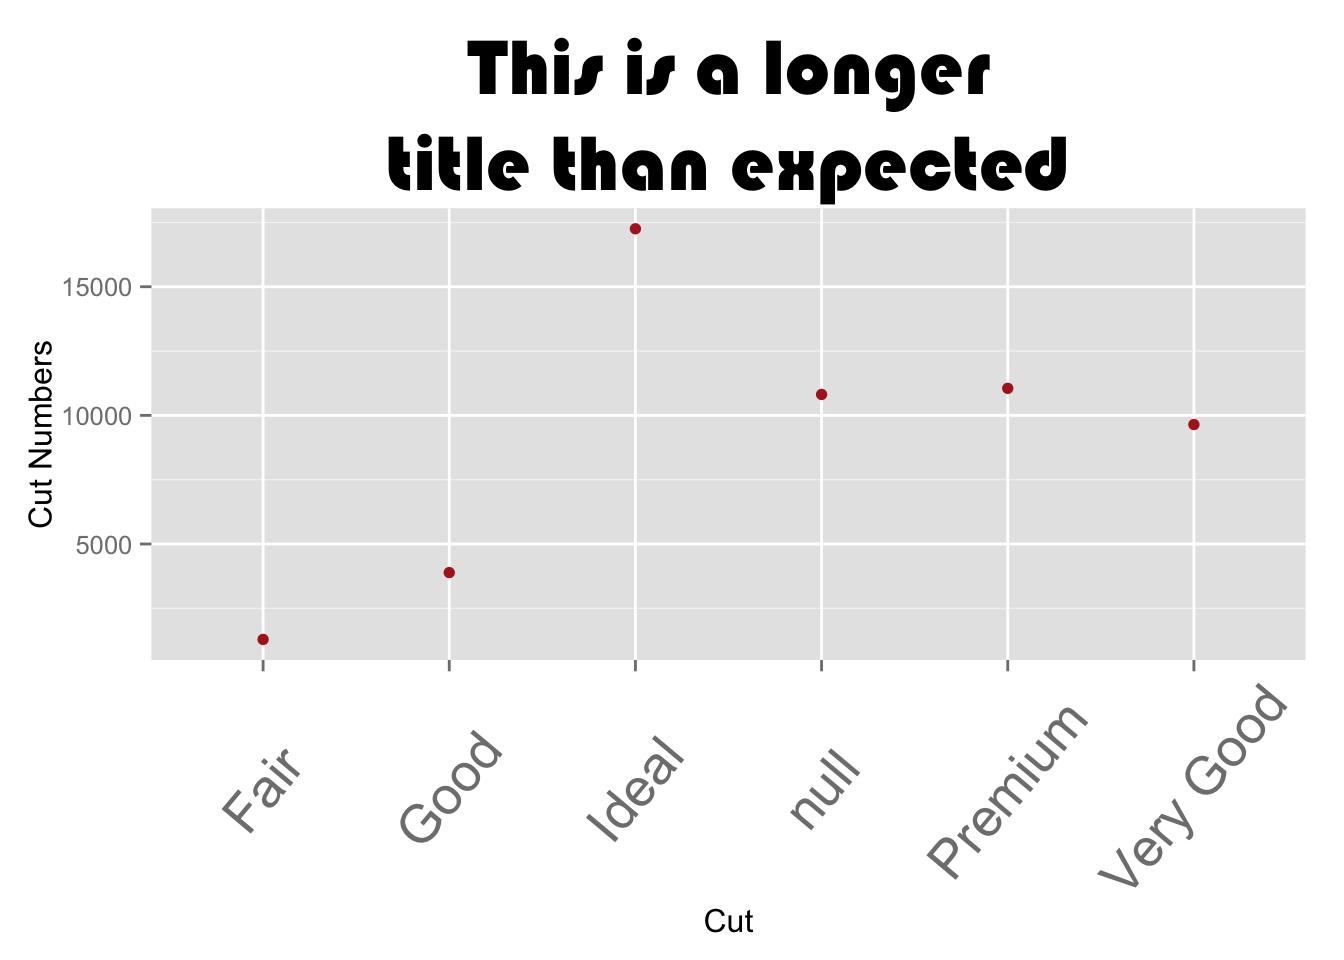 This is a longer
title than expected
15000
10000
5000
Cut Numbers
Fair
Good
Ideal
null
Premium
Very Good
Cut